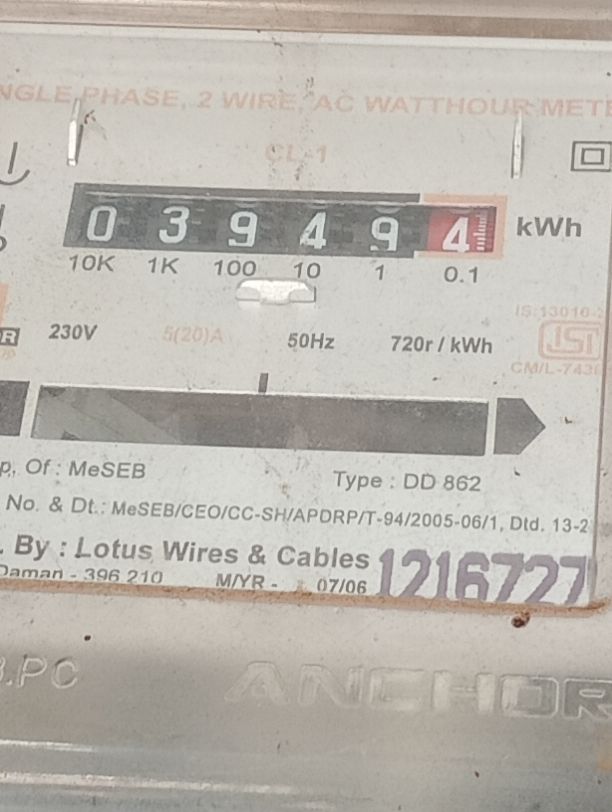 NGLE PHASE, 2 WIRE, AC WATTHOUR METE
CL-1
0 3 9 4 9 4 kWh
10K 1K 100 10 1 0.1
IS:13010
230V 5(20)A 50Hz 720r / kWh
ISI
CM/L-743
p, Of : MeSEB Type : DD 862
No. & Dt.: MeSEB/CEO/CC-SH/APDRP/T-94/2005-06/1, Dtd. 13-2
. By : Lotus Wires & Cables
Daman - 396 210 M/YR - 07/06 1216727
.PC ANCHOR